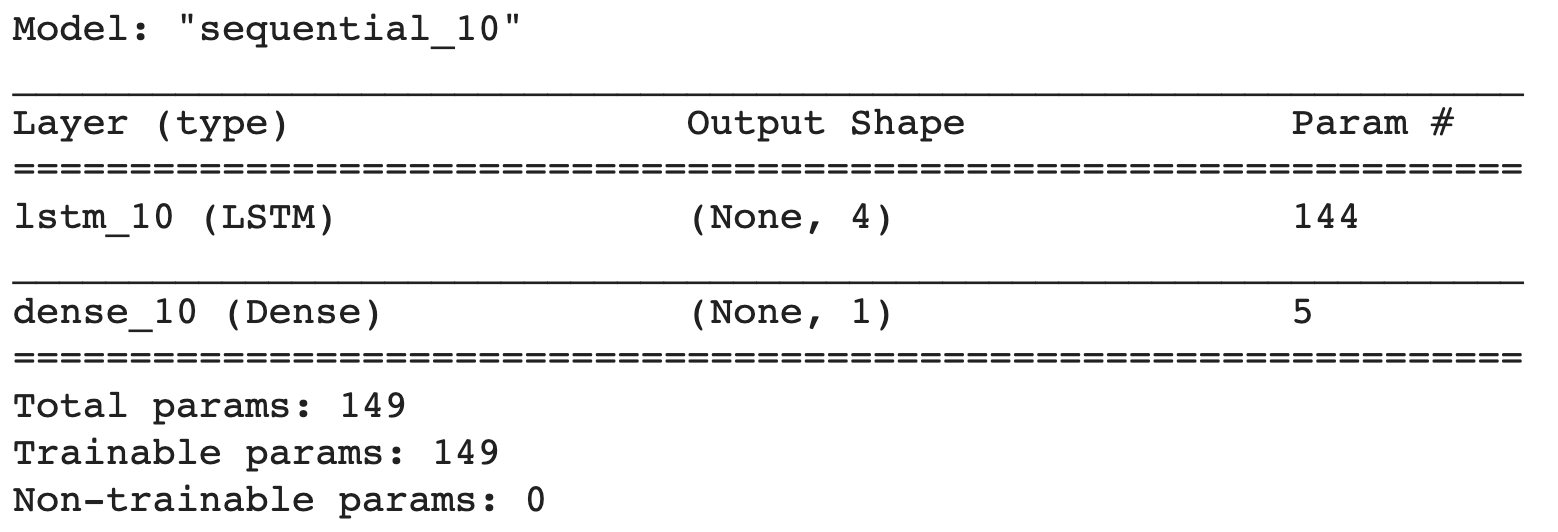 Model: "sequential_10"
Layer (type) Output Shape Param #
lstm_10 (LSTM) (None, 4) 144
dense_10 (Dense) (None, 1) 5
Total params: 149
Trainable params: 149
Non-trainable params: 0